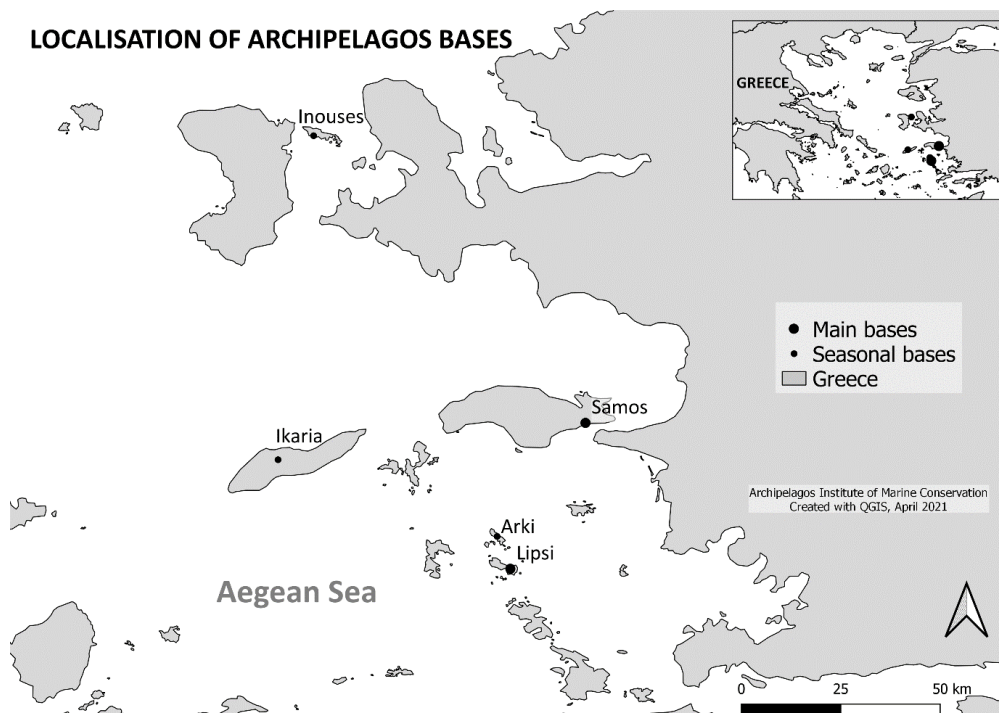 LOCALISATION OF ARCHIPELAGOS BASES
GREECE
Inouses
Main bases
Seasonal bases
Greece
Samos
Ikaria
Archipelagos Institute of Marine Conservation
Created with QGIS, April 2021
Arki
Lipsi
Aegean Sea
0 25 50 km